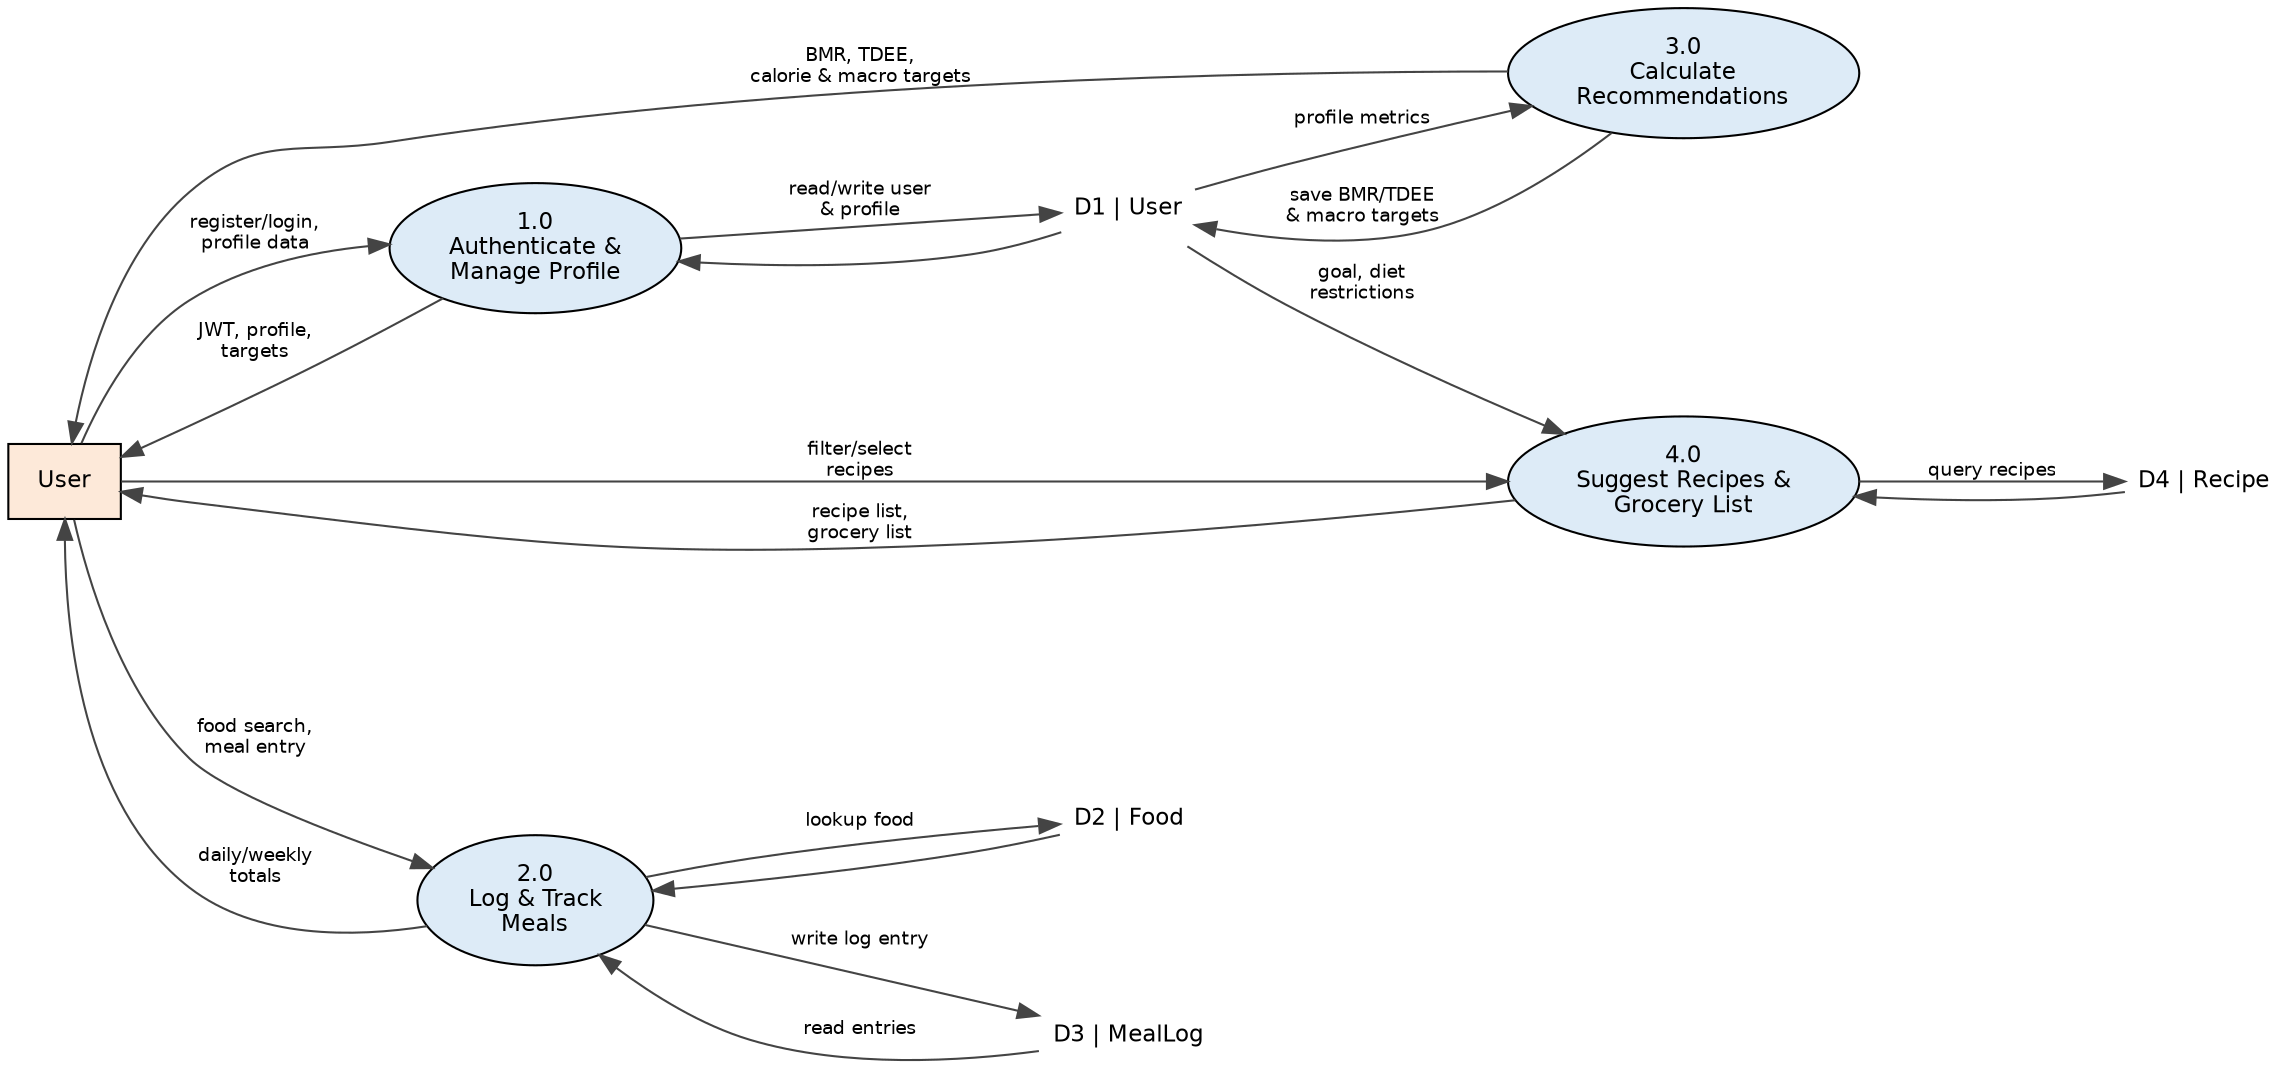 3.0
Calculate
Recommendations
BMR, TDEE,
calorie & macro targets
profile metrics
read/write user
& profile
D1 | User
save BMR/TDEE
& macro targets
register/login,
profile data
1.0
Authenticate &
Manage Profile
goal, diet
restrictions
JWT, profile,
targets
User
filter/select
recipes
4.0
Suggest Recipes &
Grocery List
query recipes
D4 | Recipe
recipe list,
grocery list
food search,
meal entry
lookup food
D2 | Food
daily/weekly
totals
2.0
Log & Track
Meals
write log entry
read entries
D3 | MealLog